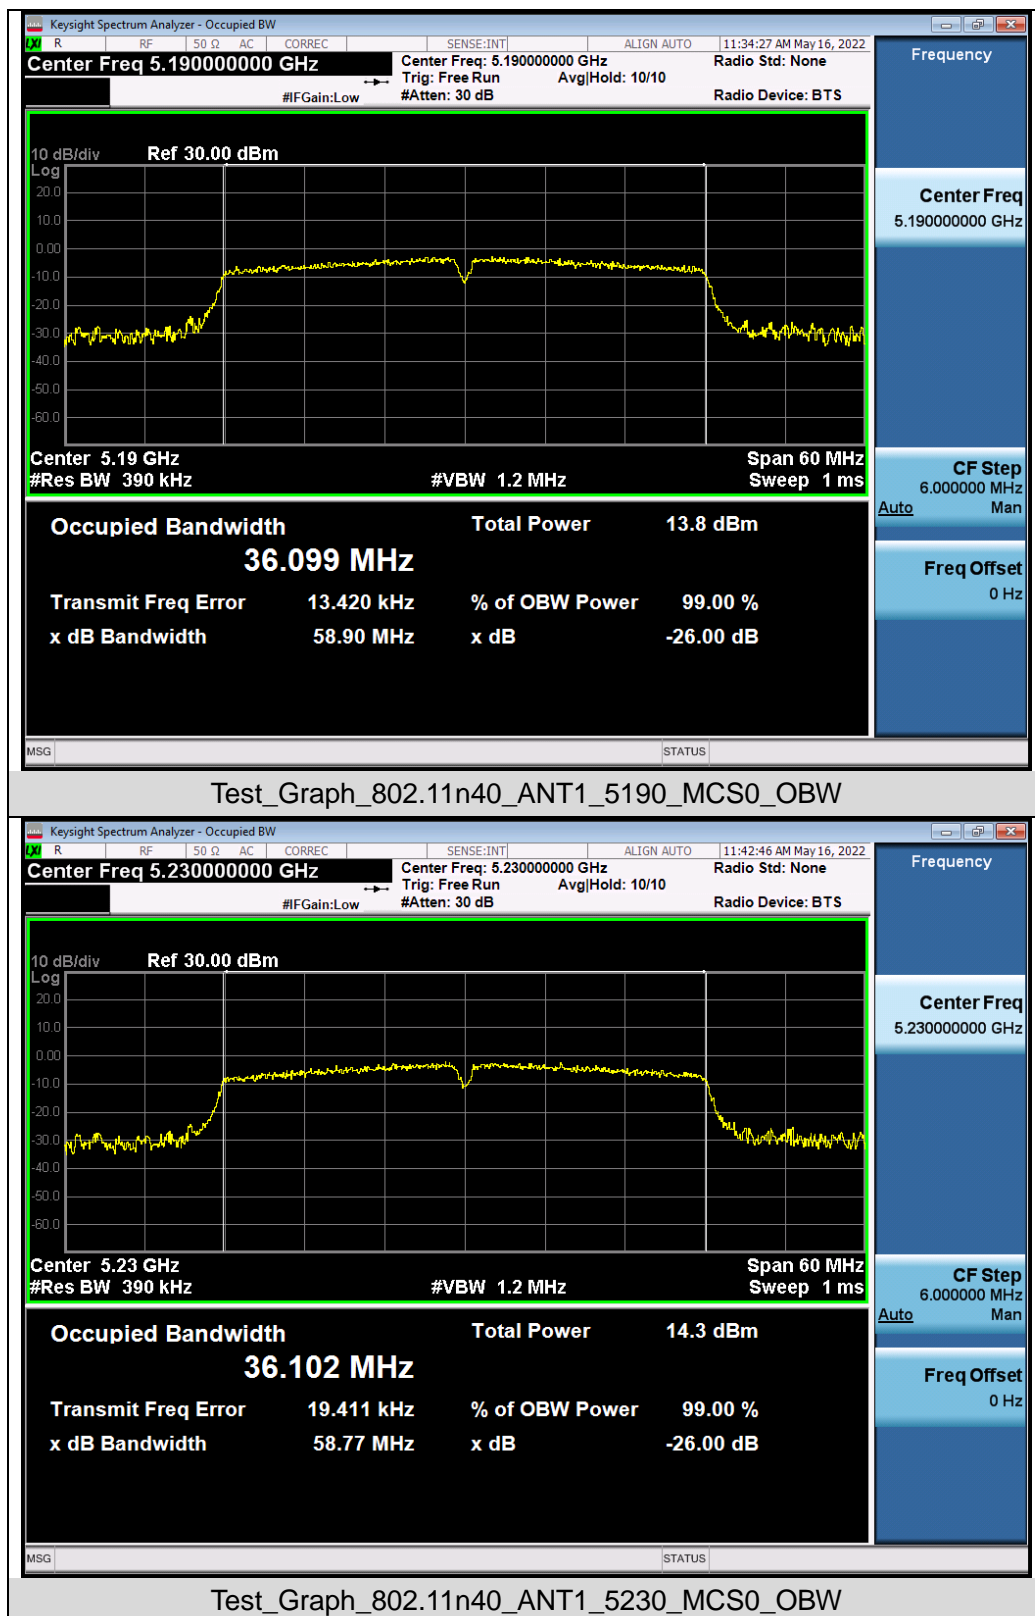 Keysight Spectrum Analyzer - Occupied BW
LXI R RF 50 Ω AC CORREC SENSE:INT ALIGN AUTO 11:34:27 AM May 16, 2022
Center Freq 5.190000000 GHz
Center Freq: 5.190000000 GHz
Radio Std: None
Trig: Free Run Avg|Hold: 10/10
#IFGain:Low
#Atten: 30 dB
Radio Device: BTS
Frequency
10 dB/div Ref 30.00 dBm
Log
20.0
10.0
0.00
-10.0
-20.0
-30.0
-40.0
-50.0
-60.0
Center Freq
5.190000000 GHz
Center 5.19 GHz Span 60 MHz
#Res BW 390 kHz #VBW 1.2 MHz Sweep 1 ms
CF Step
6.000000 MHz
Auto Man
Freq Offset
0 Hz
Occupied Bandwidth Total Power 13.8 dBm
36.099 MHz
Transmit Freq Error 13.420 kHz % of OBW Power 99.00 %
x dB Bandwidth 58.90 MHz x dB -26.00 dB
MSG STATUS
Test_Graph_802.11n40_ANT1_5190_MCS0_OBW
Keysight Spectrum Analyzer - Occupied BW
LXI R RF 50 Ω AC CORREC SENSE:INT ALIGN AUTO 11:42:46 AM May 16, 2022
Center Freq 5.230000000 GHz
Center Freq: 5.230000000 GHz
Radio Std: None
Trig: Free Run Avg|Hold: 10/10
#IFGain:Low
#Atten: 30 dB
Radio Device: BTS
Frequency
10 dB/div Ref 30.00 dBm
Log
20.0
10.0
0.00
-10.0
-20.0
-30.0
-40.0
-50.0
-60.0
Center Freq
5.230000000 GHz
Center 5.23 GHz Span 60 MHz
#Res BW 390 kHz #VBW 1.2 MHz Sweep 1 ms
CF Step
6.000000 MHz
Auto Man
Freq Offset
0 Hz
Occupied Bandwidth Total Power 14.3 dBm
36.102 MHz
Transmit Freq Error 19.411 kHz % of OBW Power 99.00 %
x dB Bandwidth 58.77 MHz x dB -26.00 dB
MSG STATUS
Test_Graph_802.11n40_ANT1_5230_MCS0_OBW